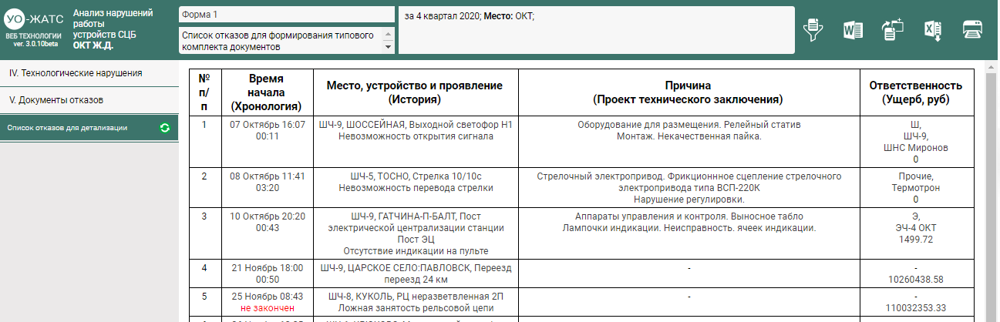 УО-ЖАТС
ВЕБ ТЕХНОЛОГИИ
ver. 3.0.10beta
Анализ нарушений
работы
устройств СЦБ
ОКТ Ж.Д.
Форма 1
Список отказов для формирования типового
комплекта документов
за 4 квартал 2020; Место: ОКТ;
IV. Технологические нарушения
V. Документы отказов
Список отказов для детализации
№
п/
п
Время
начала
(Хронология)
Место, устройство и проявление
(История)
Причина
(Проект технического заключения)
Ответственность
(Ущерб, руб)
1
07 Октябрь 16:07
00:11
ШЧ-9, ШОССЕЙНАЯ, Выходной светофор Н1
Невозможность открытия сигнала
Оборудование для размещения. Релейный статив
Монтаж. Некачественная пайка.
Ш,
ШЧ-9,
ШНС Миронов
0
2
08 Октябрь 11:41
03:20
ШЧ-5, ТОСНО, Стрелка 10/10с
Невозможность перевода стрелки
Стрелочный электропривод. Фрикционнное сцепление стрелочного
электропривода типа ВСП-220К
Нарушение регулировки.
Прочие,
Термотрон
0
3
10 Октябрь 20:20
00:43
ШЧ-9, ГАТЧИНА-П-БАЛТ, Пост
электрической централизации станции
Пост ЭЦ
Отсутствие индикации на пульте
Аппараты управления и контроля. Выносное табло
Лампочки индикации. Неисправность. ячеек индикации.
Э,
ЭЧ-4 ОКТ
1499.72
4
21 Ноябрь 18:00
00:50
ШЧ-9, ЦАРСКОЕ СЕЛО:ПАВЛОВСК, Переезд
переезд 24 км
-
-
10260438.58
5
25 Ноябрь 08:43
не закончен
ШЧ-8, КУКОЛЬ, РЦ неразветвленная 2П
Ложная занятость рельсовой цепи
-
-
110032353.33